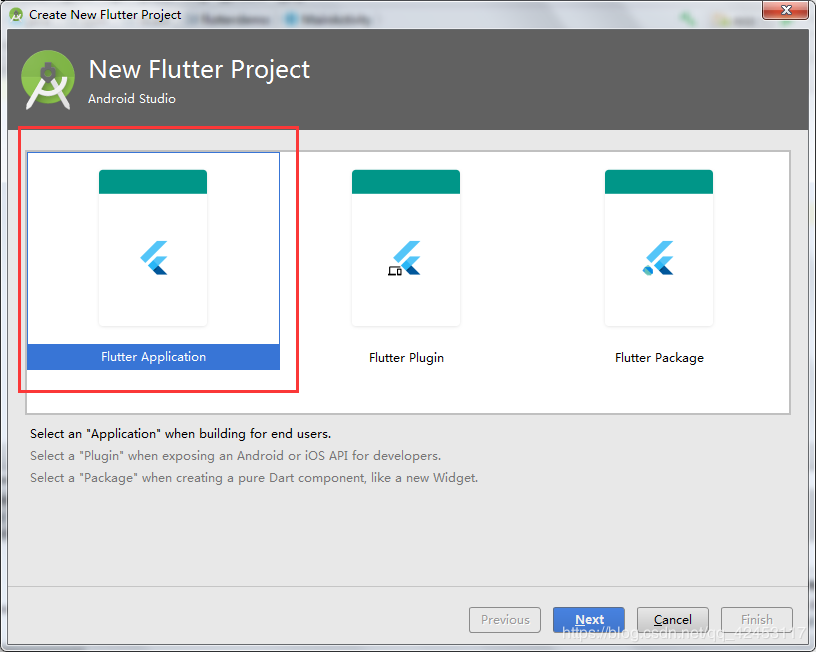 Create New Flutter Project
New Flutter Project
Android Studio
Flutter Application
Flutter Plugin
Flutter Package
Select an "Application" when building for end users.
Select a "Plugin" when exposing an Android or iOS API for developers.
Select a "Package" when creating a pure Dart component, like a new Widget.
Previous
Next
Cancel
Finish
https://blog.csdn.net/qq_42453117